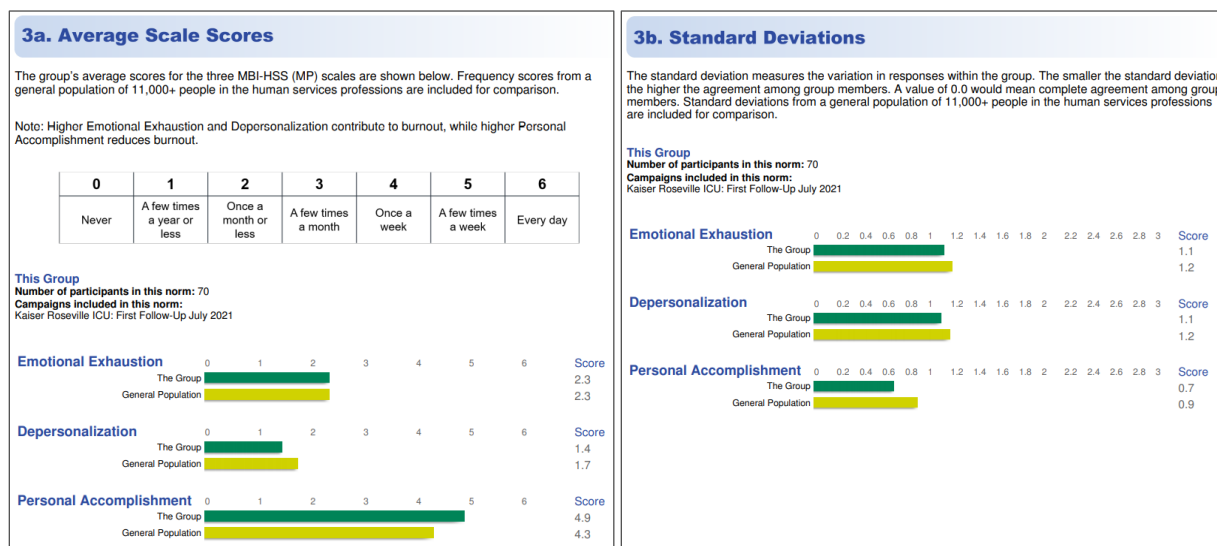 3a. Average Scale Scores
The group's average scores for the three MBI-HSS (MP) scales are shown below. Frequency scores from a
general population of 11,000+ people in the human services professions are included for comparison.
Note: Higher Emotional Exhaustion and Depersonalization contribute to burnout, while higher Personal
Accomplishment reduces burnout.
0 1 2 3 4 5 6
Never
A few times
a year or
less
Once a
month or
less
A few times
a month
Once a
week
A few times
a week
Every day
This Group
Number of participants in this norm: 70
Campaigns included in this norm:
Kaiser Roseville ICU: First Follow-Up July 2021
Emotional Exhaustion 0 1 2 3 4 5 6 Score
The Group 2.3
General Population 2.3
Depersonalization 0 1 2 3 4 5 6 Score
The Group 1.4
General Population 1.7
Personal Accomplishment 0 1 2 3 4 5 6 Score
The Group 4.9
General Population 4.3
3b. Standard Deviations
The standard deviation measures the variation in responses within the group. The smaller the standard deviation
the higher the agreement among group members. A value of 0.0 would mean complete agreement among group
members. Standard deviations from a general population of 11,000+ people in the human services professions
are included for comparison.
This Group
Number of participants in this norm: 70
Campaigns included in this norm:
Kaiser Roseville ICU: First Follow-Up July 2021
Emotional Exhaustion 0 0.2 0.4 0.6 0.8 1 1.2 1.4 1.6 1.8 2 2.2 2.4 2.6 2.8 3 Score
The Group 1.1
General Population 1.2
Depersonalization 0 0.2 0.4 0.6 0.8 1 1.2 1.4 1.6 1.8 2 2.2 2.4 2.6 2.8 3 Score
The Group 1.1
General Population 1.2
Personal Accomplishment 0 0.2 0.4 0.6 0.8 1 1.2 1.4 1.6 1.8 2 2.2 2.4 2.6 2.8 3 Score
The Group 0.7
General Population 0.9